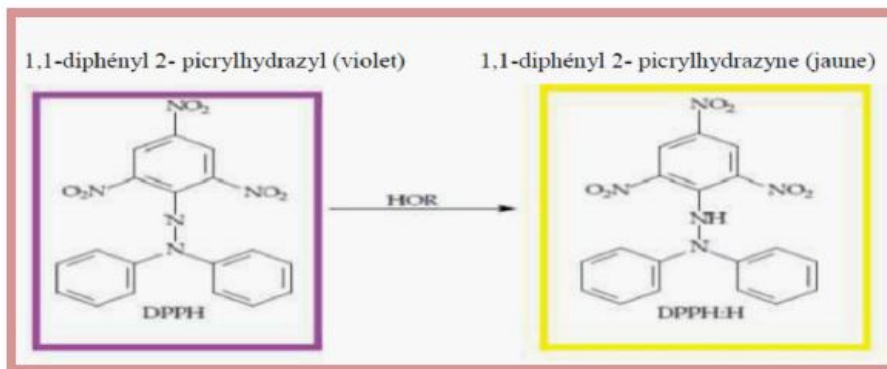 1,1-diphényl 2- picrylhydrazyl (violet)
1,1-diphényl 2- picrylhydrazyne (jaune)
NO₂
O₂N
NO₂
N
N
DPPH
HOR
NO₂
O₂N
NO₂
NH
N
DPPH:H